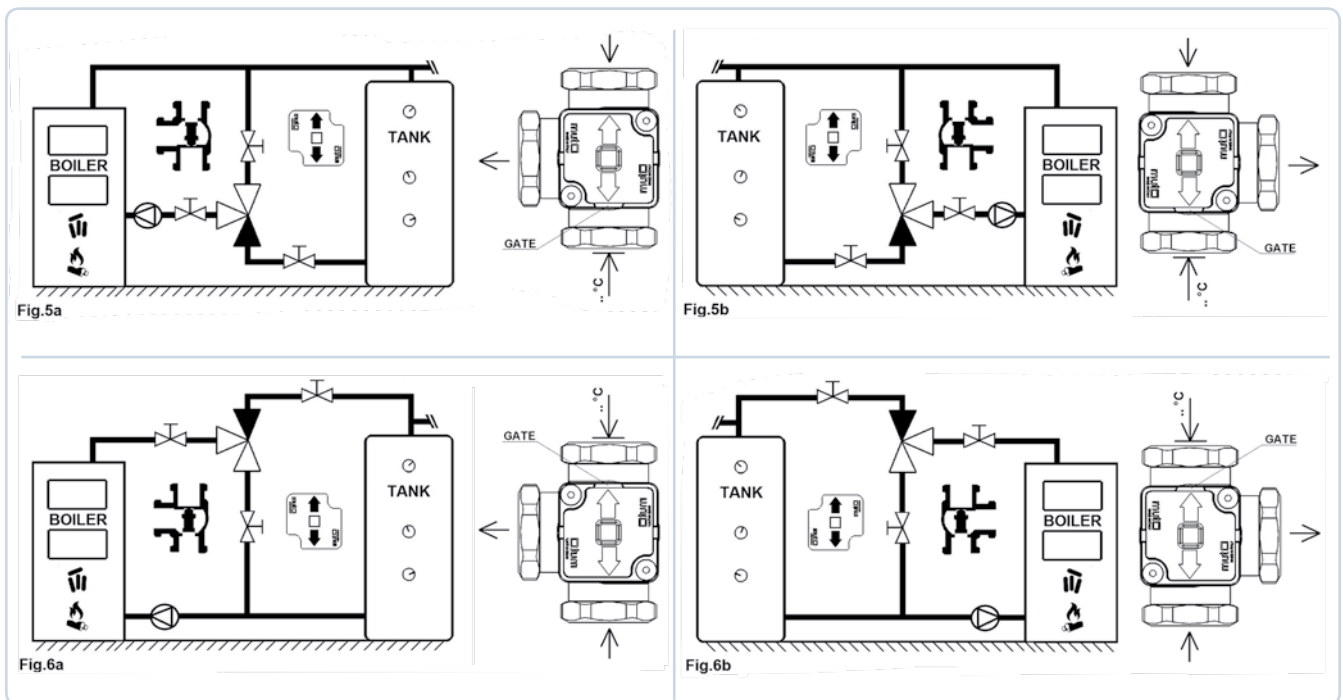 BOILER
TANK
GATE
.. °C
Fig.5a
TANK
BOILER
GATE
.. °C
Fig.5b
BOILER
TANK
GATE
.. °C
Fig.6a
TANK
BOILER
GATE
.. °C
Fig.6b